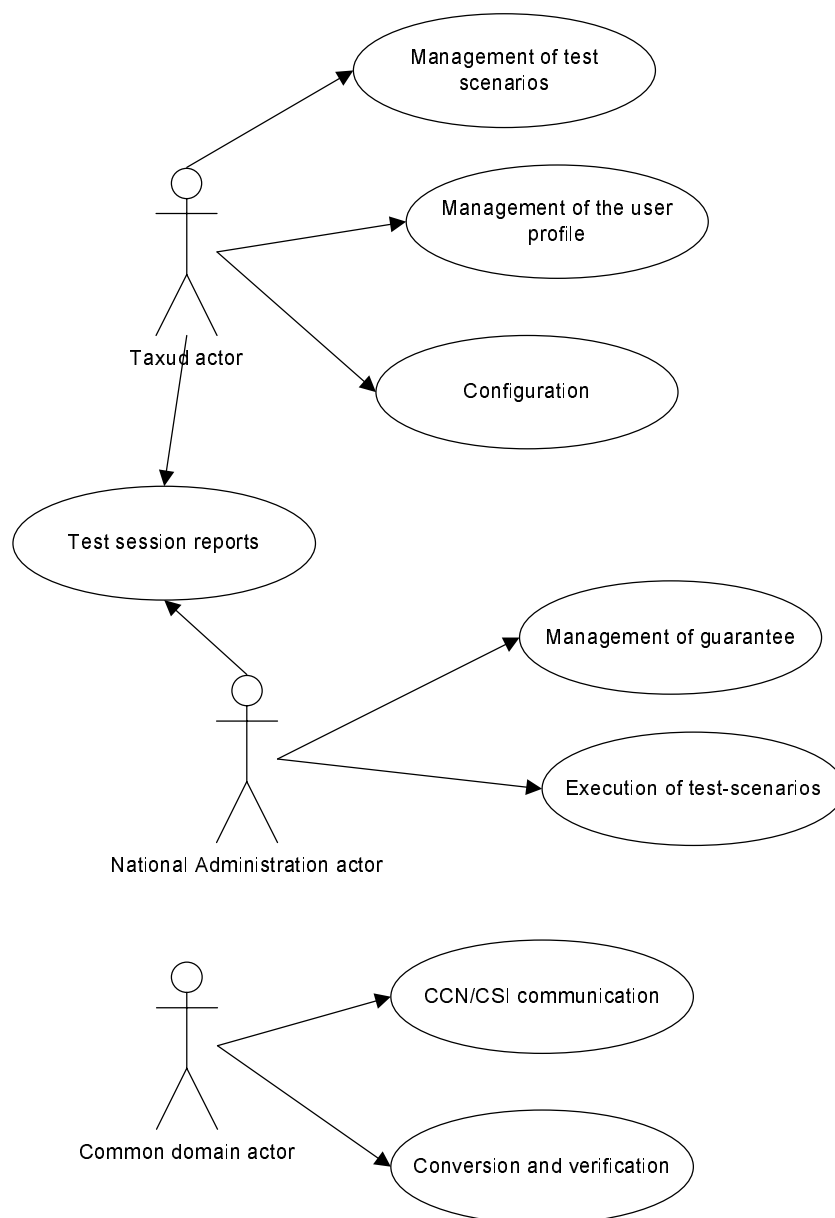 Management of test
scenarios
Management of the user
profile
Taxud actor
Configuration
Test session reports
Management of guarantee
Execution of test-scenarios
National Administration actor
CCN/CSI communication
Common domain actor
Conversion and verification